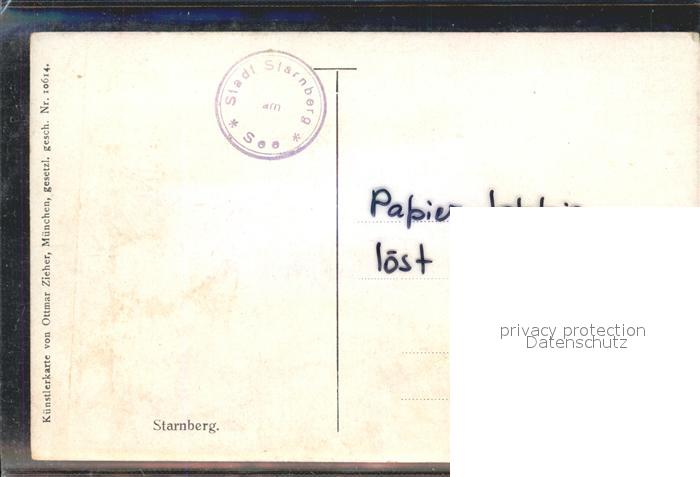 Künstlerkarte von Ottmar Zieher, München, gesetzl. gesch. Nr. 10614.
Stadt Starnberg
am
* See *
Papier
löst
privacy protection
Datenschutz
Starnberg.